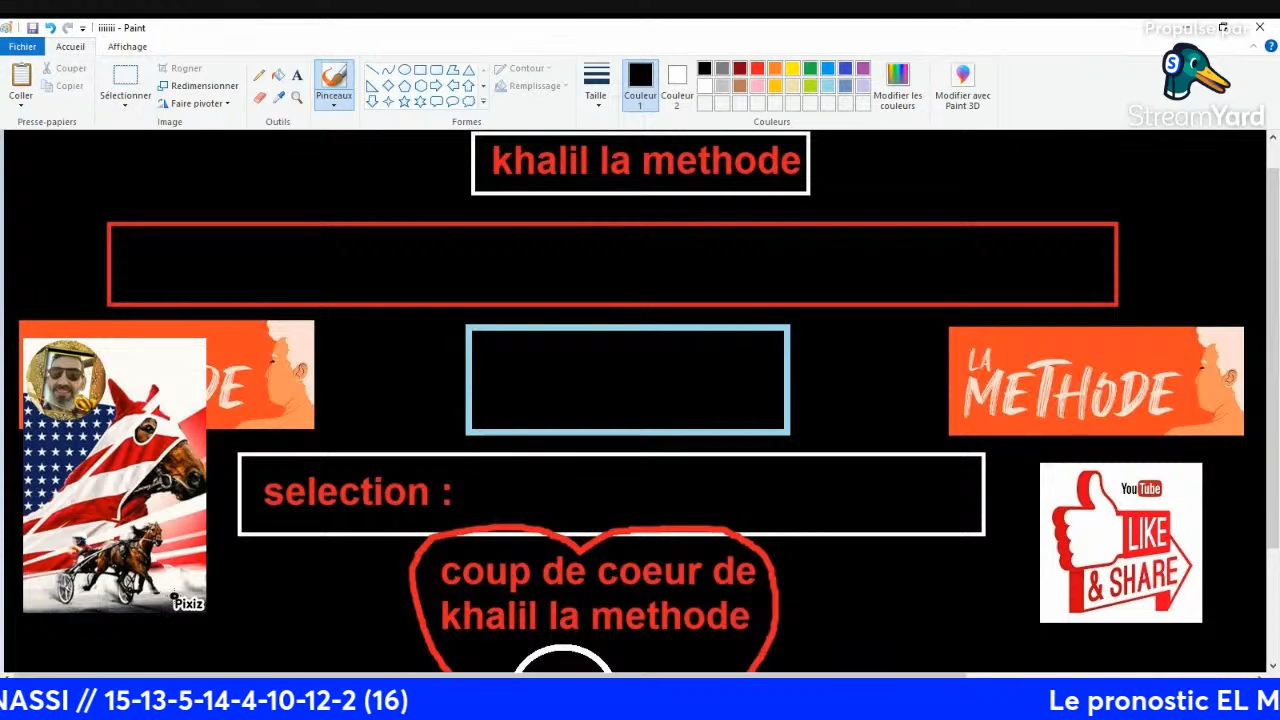 iiiiiii - Paint
Propulsé par
Fichier Accueil Affichage
Coller
Couper
Copier
Presse-papiers
Sélectionner
Rogner
Redimensionner
Faire pivoter
Image
Outils
Pinceaux
Formes
Contour
Remplissage
Taille
Couleur 1
Couleur 2
Couleurs
Modifier les couleurs
Modifier avec Paint 3D
StreamYard
khalil la methode
DE
LA
METHODE
selection :
YouTube
LIKE
& SHARE
coup de coeur de
khalil la methode
Pixiz
NASSI // 15-13-5-14-4-10-12-2 (16)
Le pronostic EL M